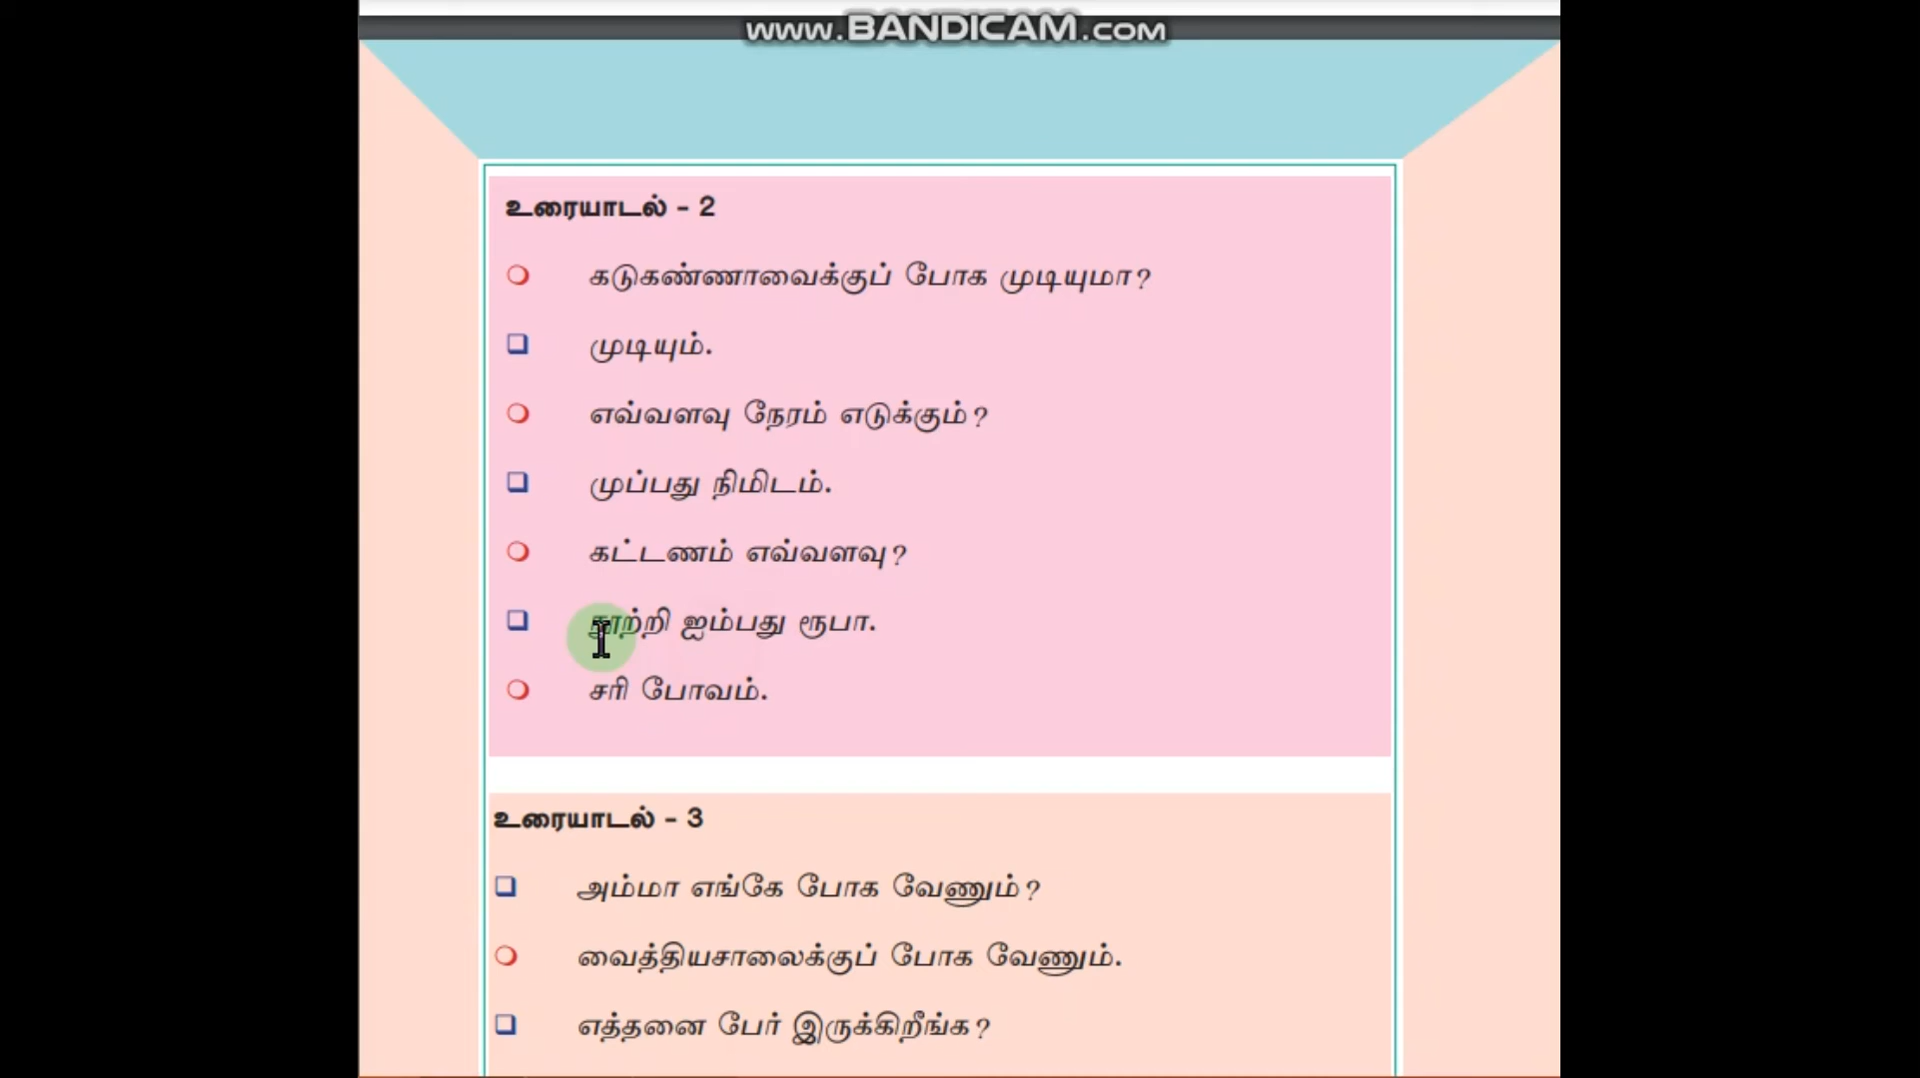 www.BANDICAM.com
உரையாடல் - 2
கடுகண்ணாவைக்குப் போக முடியுமா?
முடியும்.
எவ்வளவு நேரம் எடுக்கும்?
முப்பது நிமிடம்.
கட்டணம் எவ்வளவு?
நூற்றி ஐம்பது ரூபா.
சரி போவம்.
உரையாடல் - 3
அம்மா எங்கே போக வேணும்?
வைத்தியசாலைக்குப் போக வேணும்.
எத்தனை பேர் இருக்கிறீங்க?